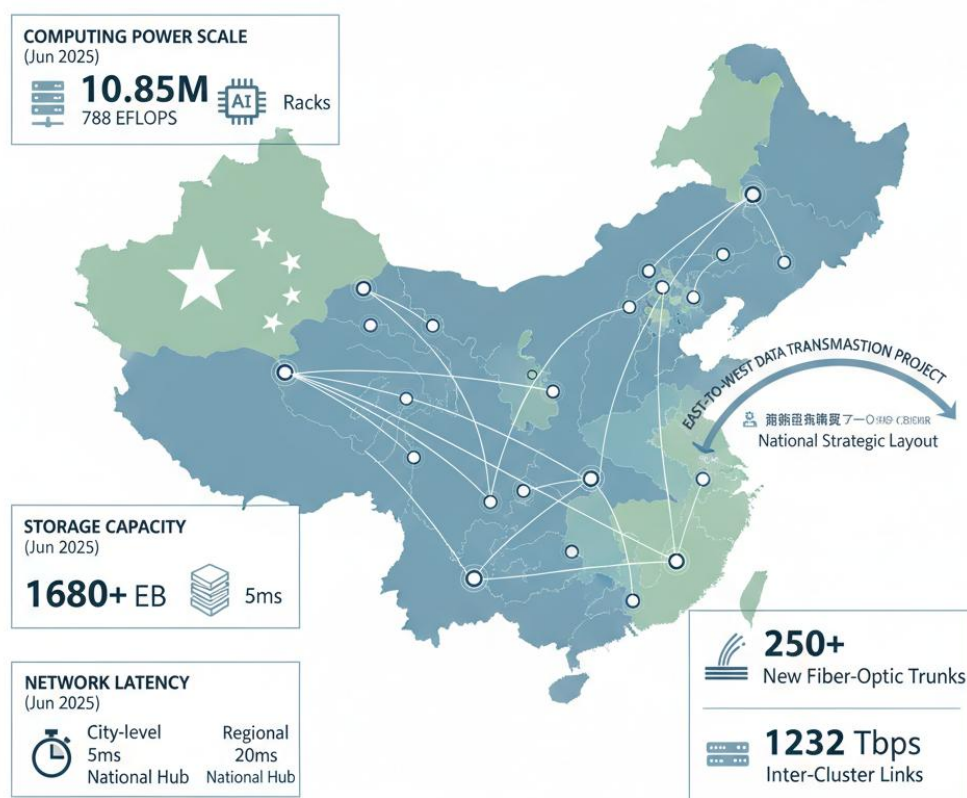 COMPUTING POWER SCALE
(Jun 2025)
10.85M
788 EFLOPS
AI
Racks
EAST-TO-WEST DATA TRANSMASTION PROJECT
National Strategic Layout
STORAGE CAPACITY
(Jun 2025)
1680+ EB
5ms
NETWORK LATENCY
(Jun 2025)
City-level
5ms
National Hub
Regional
20ms
National Hub
250+
New Fiber-Optic Trunks
1232 Tbps
Inter-Cluster Links